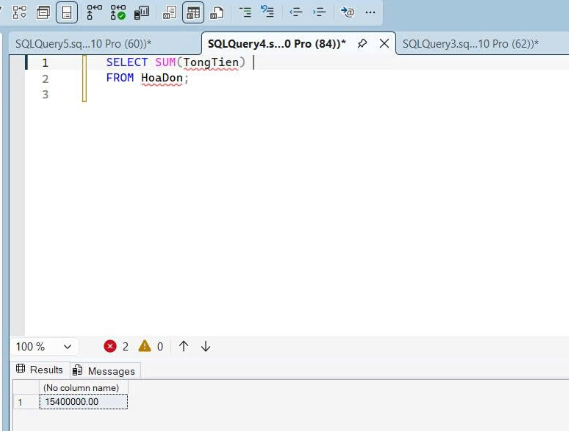 SQLQuery5.sq...10 Pro (60))*
SQLQuery4.s...0 Pro (84))*
SQLQuery3.sq...10 Pro (62))*
1 SELECT SUM(TongTien)
2 FROM HoaDon;
3
100 %
2
0
Results
Messages
(No column name)
1 15400000.00